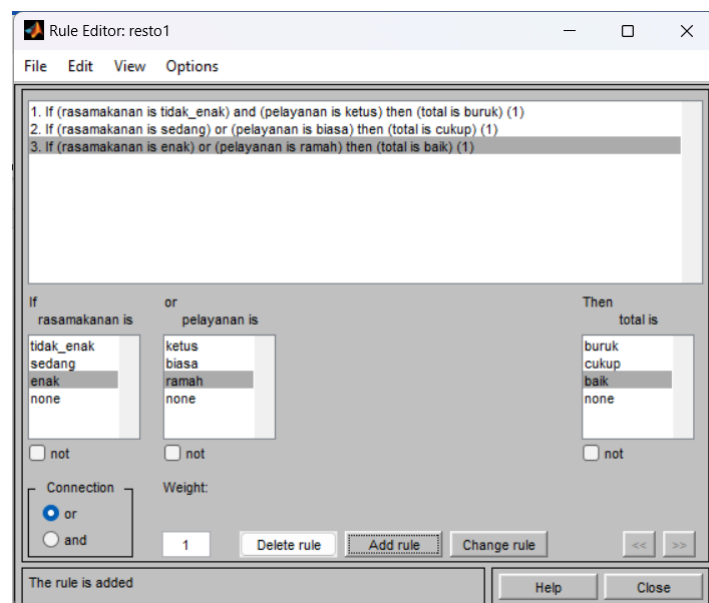 Rule Editor: resto1
File Edit View Options
1. If (rasamakanan is tidak_enak) and (pelayanan is ketus) then (total is buruk) (1)
2. If (rasamakanan is sedang) or (pelayanan is biasa) then (total is cukup) (1)
3. If (rasamakanan is enak) or (pelayanan is ramah) then (total is baik) (1)
If or Then
rasamakanan is pelayanan is total is
tidak_enak ketus buruk
sedang biasa cukup
enak ramah baik
none none none
not not not
Connection Weight:
or
and 1 Delete rule Add rule Change rule << >>
The rule is added Help Close